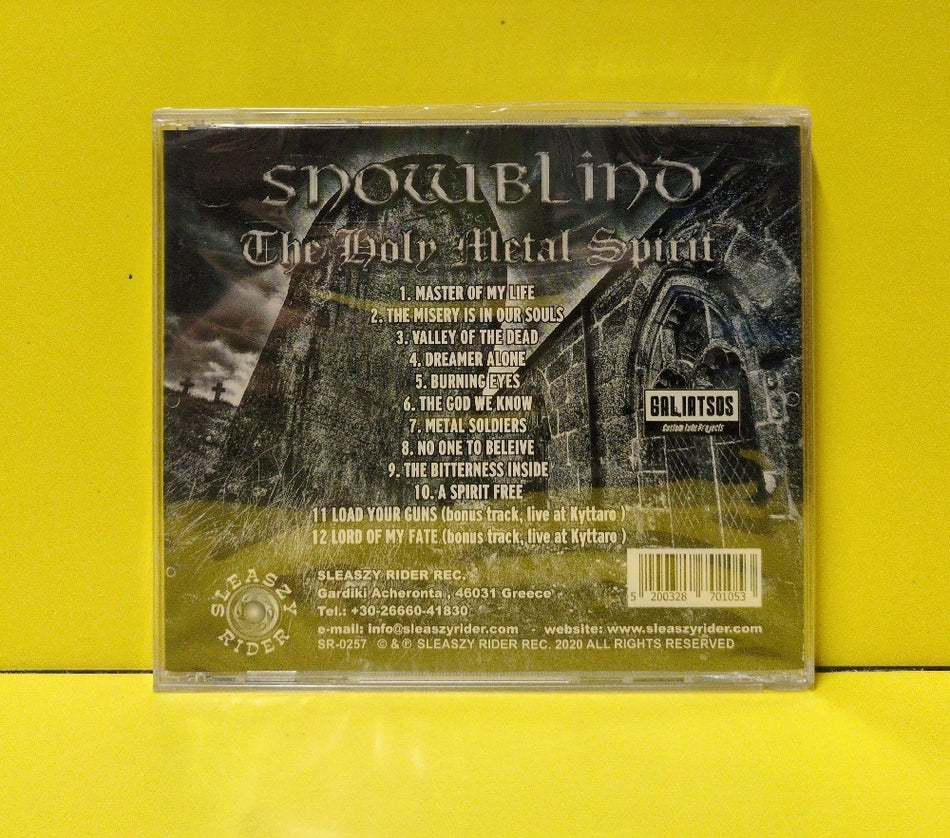 SNOWBLIND
The Holy Metal Spirit
1. MASTER OF MY LIFE
2. THE MISERY IS IN OUR SOULS
3. VALLEY OF THE DEAD
4. DREAMER ALONE
5. BURNING EYES
6. THE GOD WE KNOW
7. METAL SOLDIERS
8. NO ONE TO BELEIVE
9. THE BITTERNESS INSIDE
10. A SPIRIT FREE
11 LOAD YOUR GUNS (bonus track, live at Kyttaro )
12 LORD OF MY FATE (bonus track, live at Kyttaro )
GALIATSOS
Custom Tube Projects
5 200328 701053
SLEASZY RIDER
SLEASZY RIDER REC.
Gardiki Acheronta , 46031 Greece
Tel.: +30-26660-41830
e-mail: info@sleaszyrider.com - website: www.sleaszyrider.com
SR-0257 © & ℗ SLEASZY RIDER REC. 2020 ALL RIGHTS RESERVED